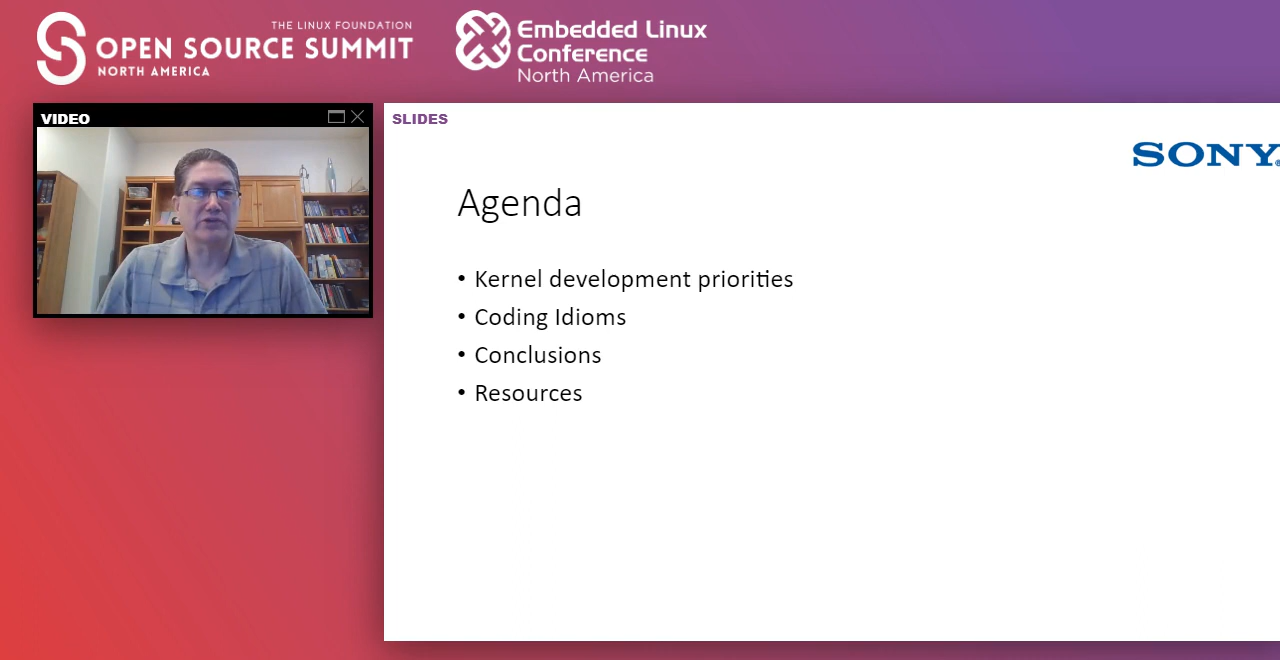 THE LINUX FOUNDATION
OPEN SOURCE SUMMIT
NORTH AMERICA
Embedded Linux
Conference
North America
VIDEO
SLIDES
SONY
Agenda
• Kernel development priorities
• Coding Idioms
• Conclusions
• Resources